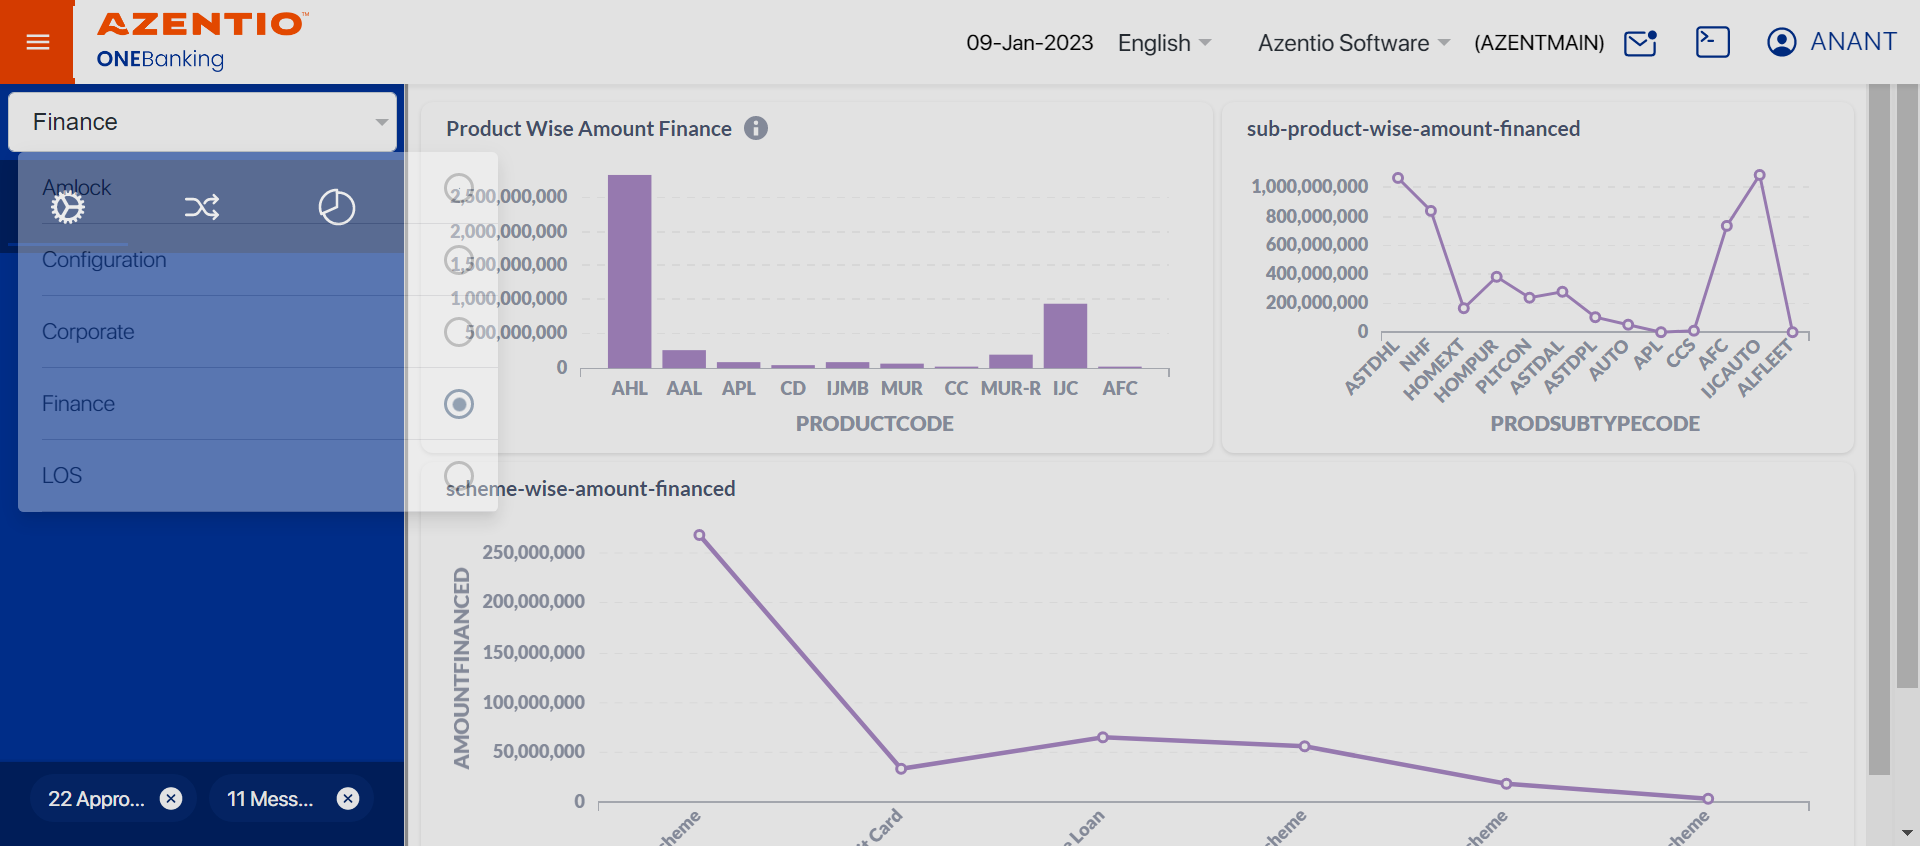 AZENTIO™
ONEBanking
09-Jan-2023
English
Azentio Software
(AZENTMAIN)
ANANT
Finance
Amlock
Configuration
Corporate
Finance
LOS
22 Appro...
11 Mess...
Product Wise Amount Finance
2,500,000,000
2,000,000,000
1,500,000,000
1,000,000,000
500,000,000
0
AHL AAL APL CD IJMB MUR CC MUR-R IJC AFC
PRODUCTCODE
sub-product-wise-amount-financed
1,000,000,000
800,000,000
600,000,000
400,000,000
200,000,000
0
ASTDHL NHF HOMEXT HOMPUR PLTCON ASTDAL ASTDPL AUTO APL CCS AFC IJCAUTO ALFLEET
PRODSUBTYPECODE
scheme-wise-amount-financed
AMOUNTFINANCED
250,000,000
200,000,000
150,000,000
100,000,000
50,000,000
0
Card
Loan